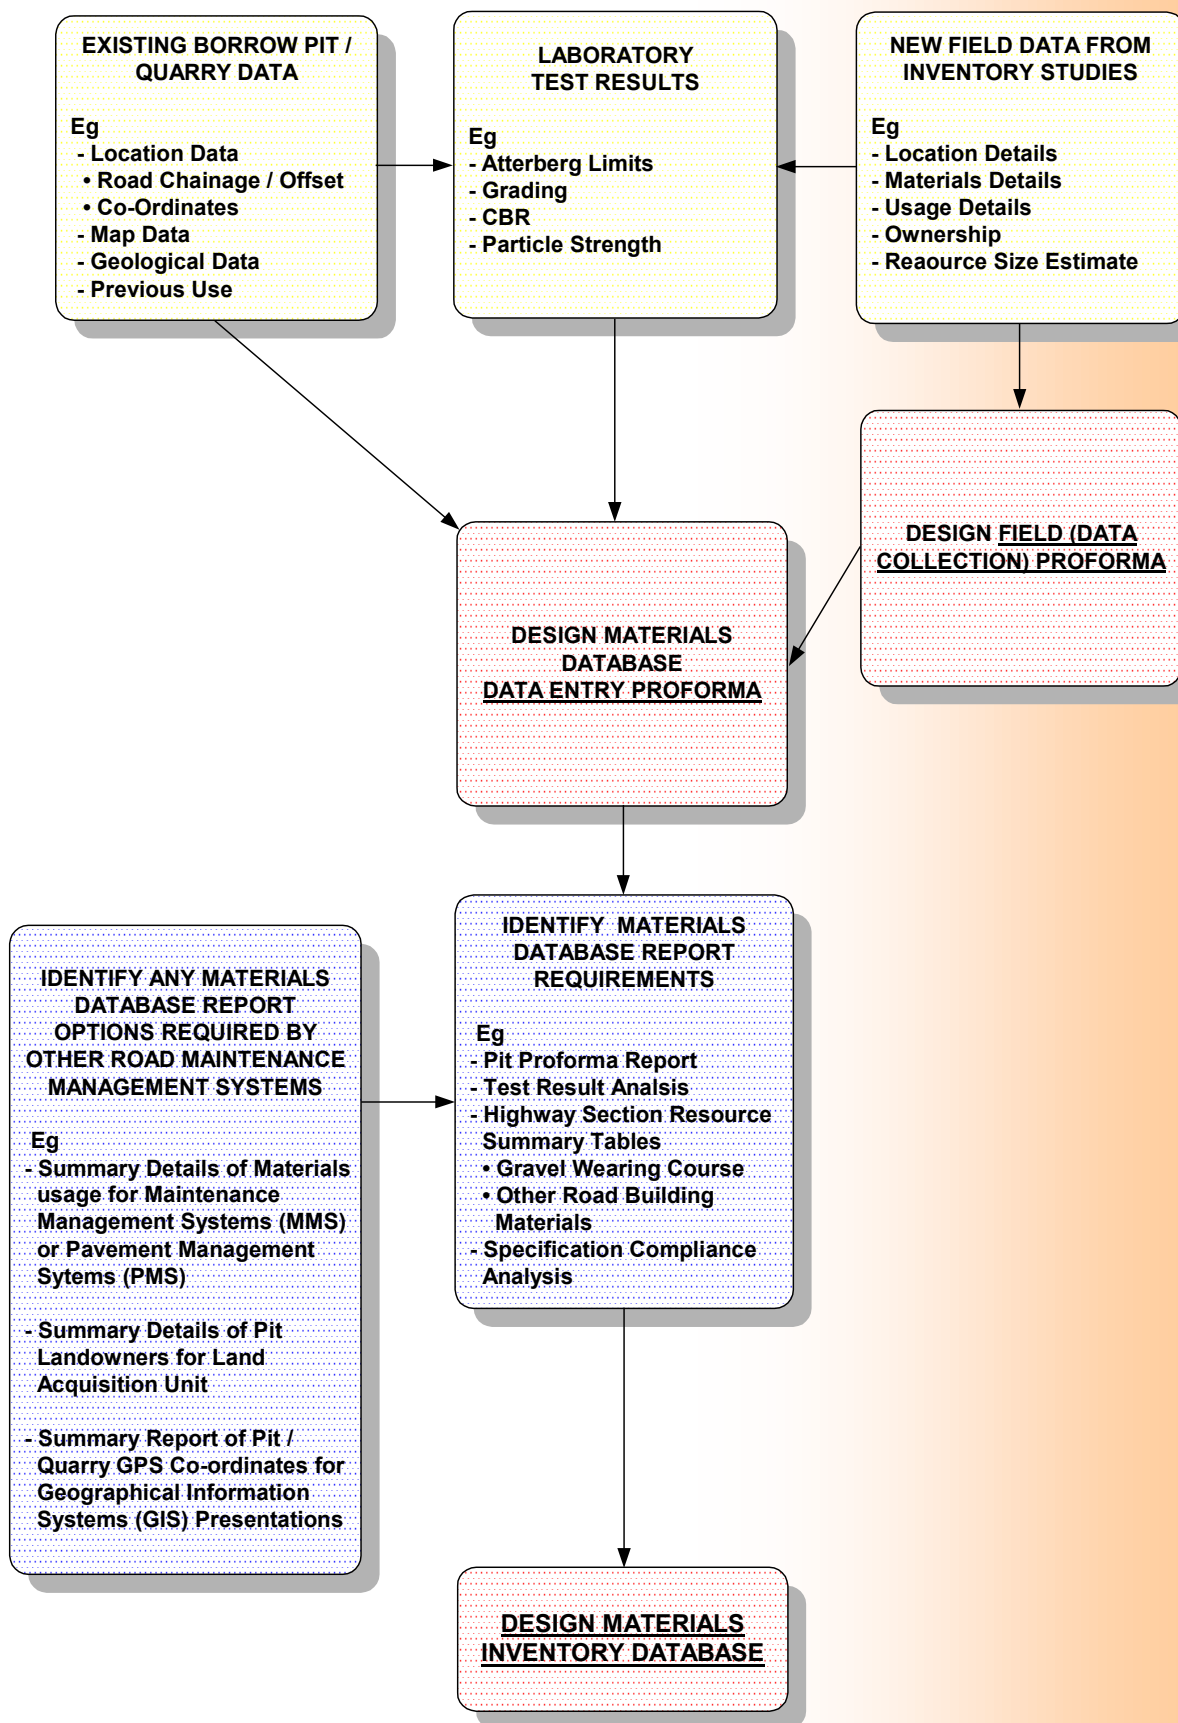 EXISTING BORROW PIT /
QUARRY DATA
Eg
- Location Data
• Road Chainage / Offset
• Co-Ordinates
- Map Data
- Geological Data
- Previous Use
LABORATORY
TEST RESULTS
Eg
- Atterberg Limits
- Grading
- CBR
- Particle Strength
NEW FIELD DATA FROM
INVENTORY STUDIES
Eg
- Location Details
- Materials Details
- Usage Details
- Ownership
- Reaource Size Estimate
DESIGN FIELD (DATA
COLLECTION) PROFORMA
DESIGN MATERIALS
DATABASE
DATA ENTRY PROFORMA
IDENTIFY ANY MATERIALS
DATABASE REPORT
OPTIONS REQUIRED BY
OTHER ROAD MAINTENANCE
MANAGEMENT SYSTEMS
Eg
- Summary Details of Materials
usage for Maintenance
Management Systems (MMS)
or Pavement Management
Sytems (PMS)
- Summary Details of Pit
Landowners for Land
Acquisition Unit
- Summary Report of Pit /
Quarry GPS Co-ordinates for
Geographical Information
Systems (GIS) Presentations
IDENTIFY MATERIALS
DATABASE REPORT
REQUIREMENTS
Eg
- Pit Proforma Report
- Test Result Analsis
- Highway Section Resource
Summary Tables
• Gravel Wearing Course
• Other Road Building
Materials
- Specification Compliance
Analysis
DESIGN MATERIALS
INVENTORY DATABASE